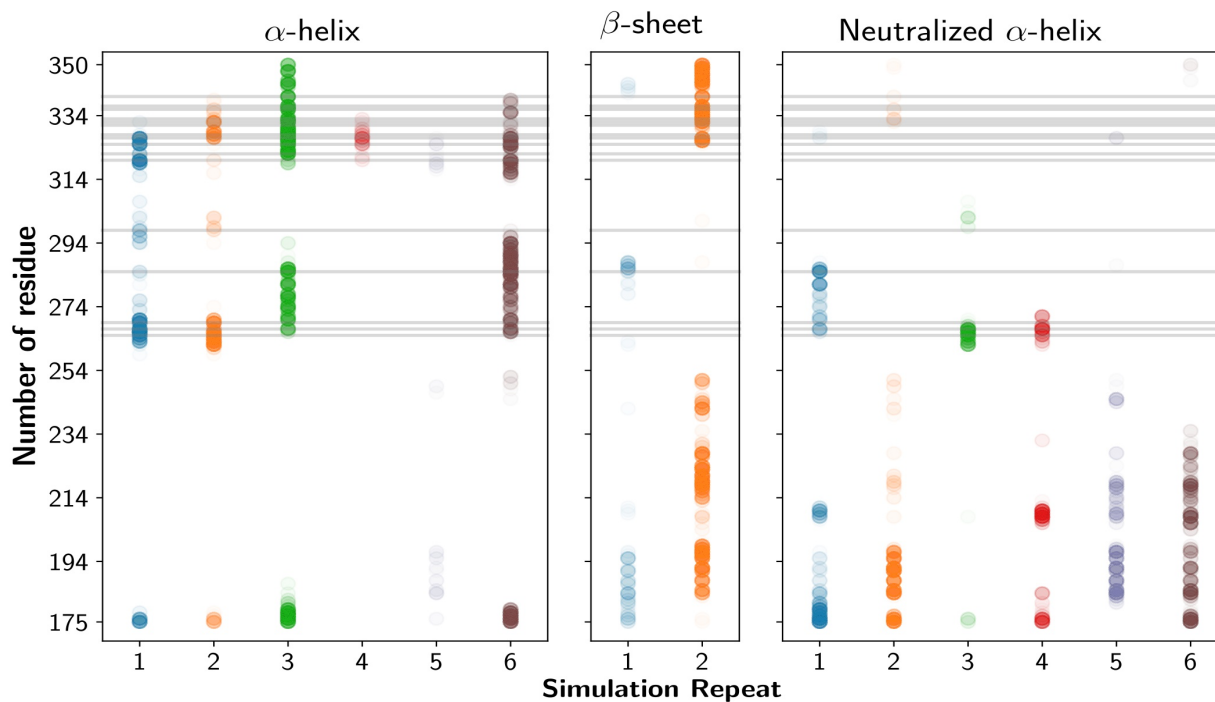 α-helix
β-sheet
Neutralized α-helix
Number of residue
350
334
314
294
274
254
234
214
194
175
1 2 3 4 5 6
1 2
1 2 3 4 5 6
Simulation Repeat